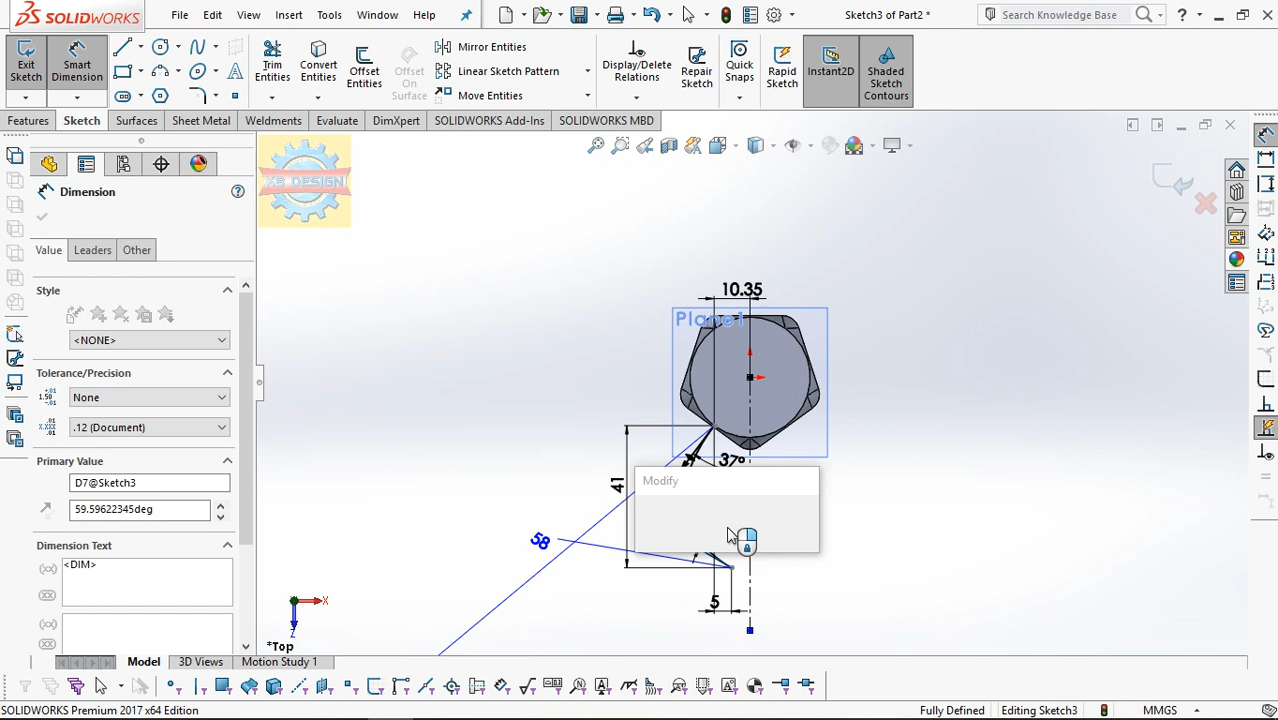 SOLIDWORKS
File Edit View Insert Tools Window Help
Sketch3 of Part2 *
Search Knowledge Base
Exit Sketch
Smart Dimension
Trim Entities
Convert Entities
Offset Entities
Offset On Surface
Mirror Entities
Linear Sketch Pattern
Move Entities
Display/Delete Relations
Repair Sketch
Quick Snaps
Rapid Sketch
Instant2D
Shaded Sketch Contours
Features Sketch Surfaces Sheet Metal Weldments Evaluate DimXpert SOLIDWORKS Add-Ins SOLIDWORKS MBD
Dimension
Value Leaders Other
Style
<NONE>
Tolerance/Precision
None
.12 (Document)
Primary Value
D7@Sketch3
59.59622345deg
Dimension Text
<DIM>
10.35
Plane1
37°
41
Modify
58
5
X
Z
*Top
Model 3D Views Motion Study 1
SOLIDWORKS Premium 2017 x64 Edition
Fully Defined Editing Sketch3 MMGS